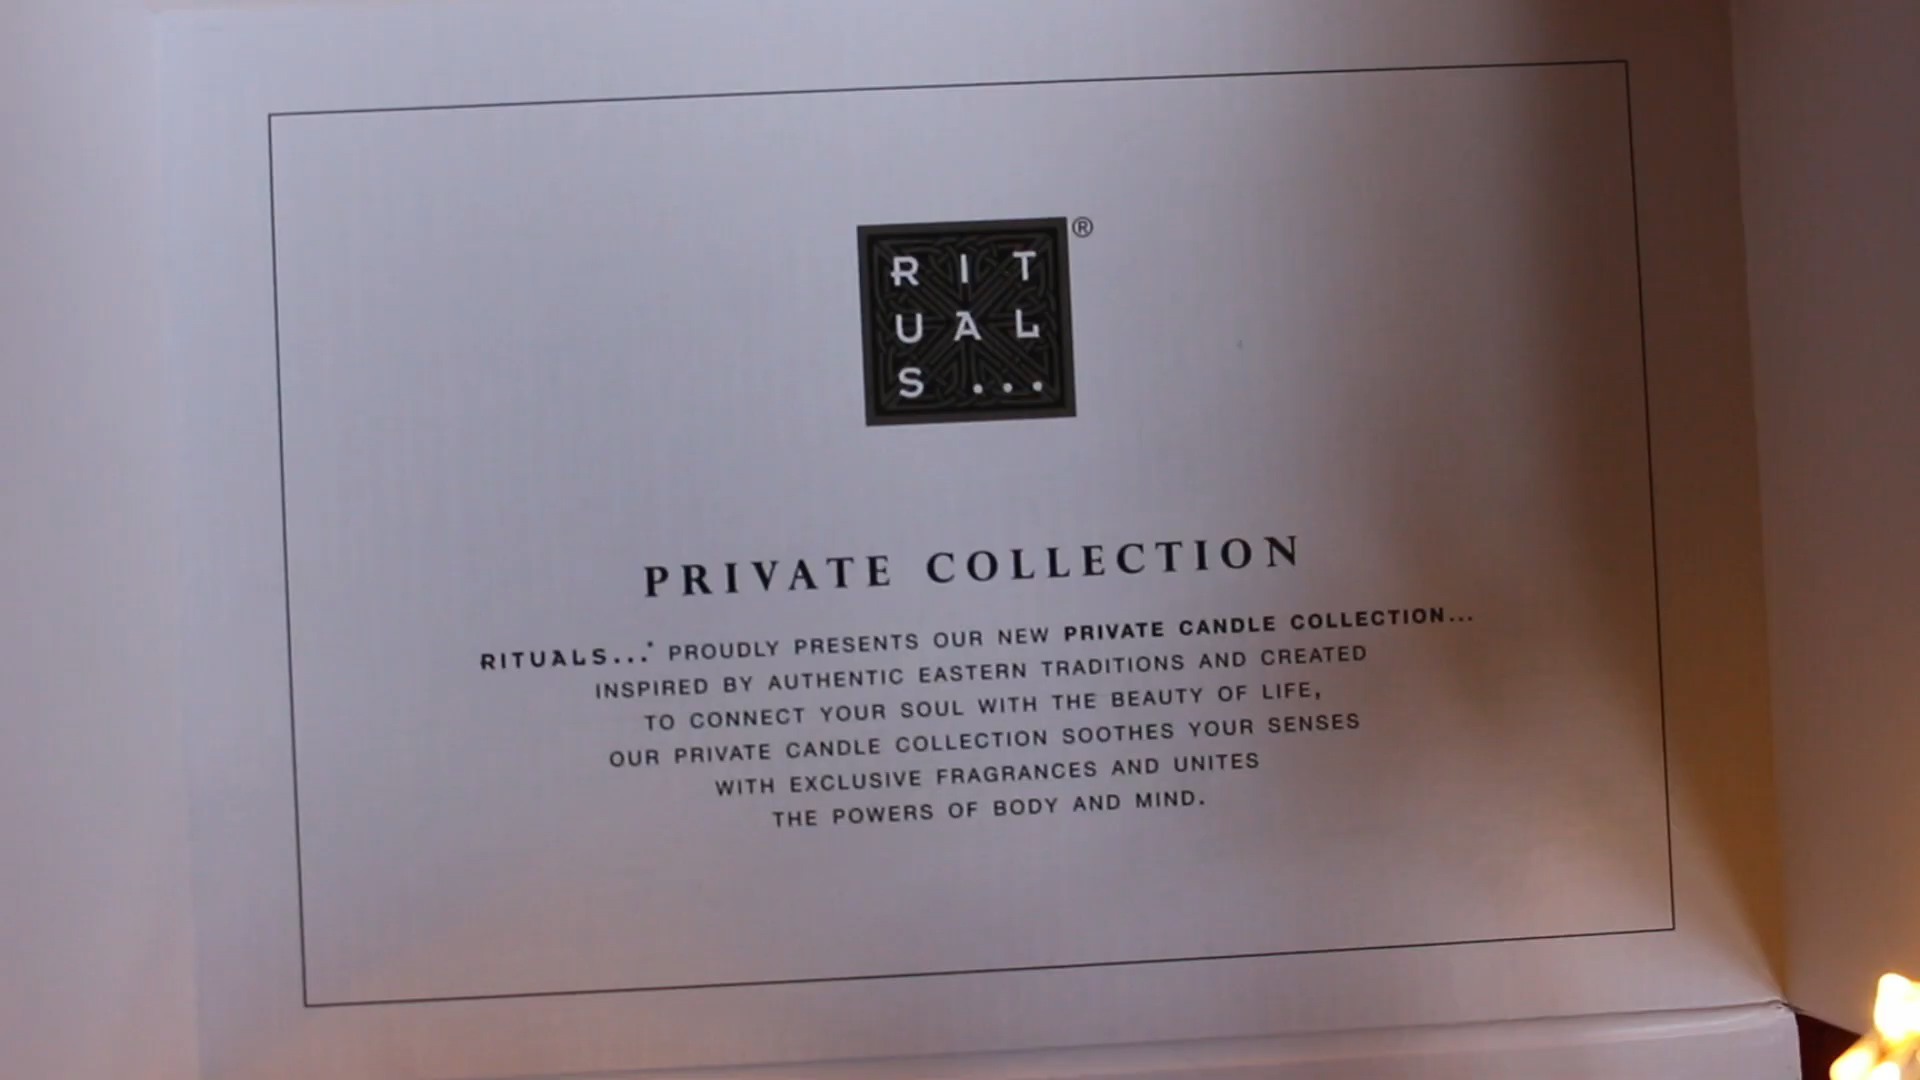 R I T
U A L
S ...
®
PRIVATE COLLECTION
RITUALS...* PROUDLY PRESENTS OUR NEW PRIVATE CANDLE COLLECTION...
INSPIRED BY AUTHENTIC EASTERN TRADITIONS AND CREATED
TO CONNECT YOUR SOUL WITH THE BEAUTY OF LIFE,
OUR PRIVATE CANDLE COLLECTION SOOTHES YOUR SENSES
WITH EXCLUSIVE FRAGRANCES AND UNITES
THE POWERS OF BODY AND MIND.